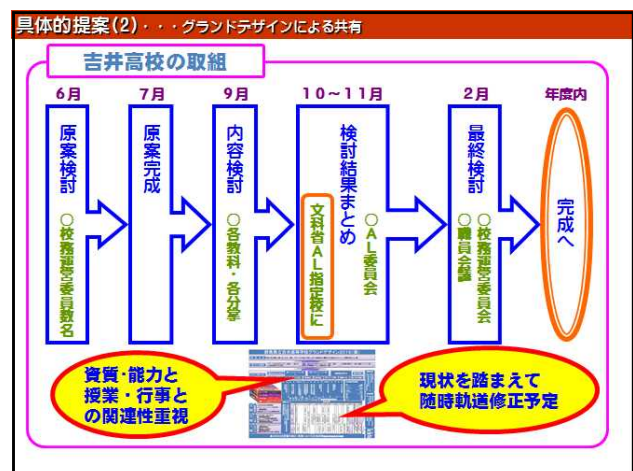 具体的提案(2)・・・グランドデザインによる共有
吉井高校の取組
6月
7月
9月
10～11月
2月
年度内
原案検討
○校務運営委員数名
原案完成
内容検討
○各教科・各分掌
検討結果まとめ
○AL委員会
文科省AL指定校に
最終検討
○校務運営委員会
○職員会議
完成へ
資質・能力と
授業・行事と
の関連性重視
現状を踏まえて
随時軌道修正予定